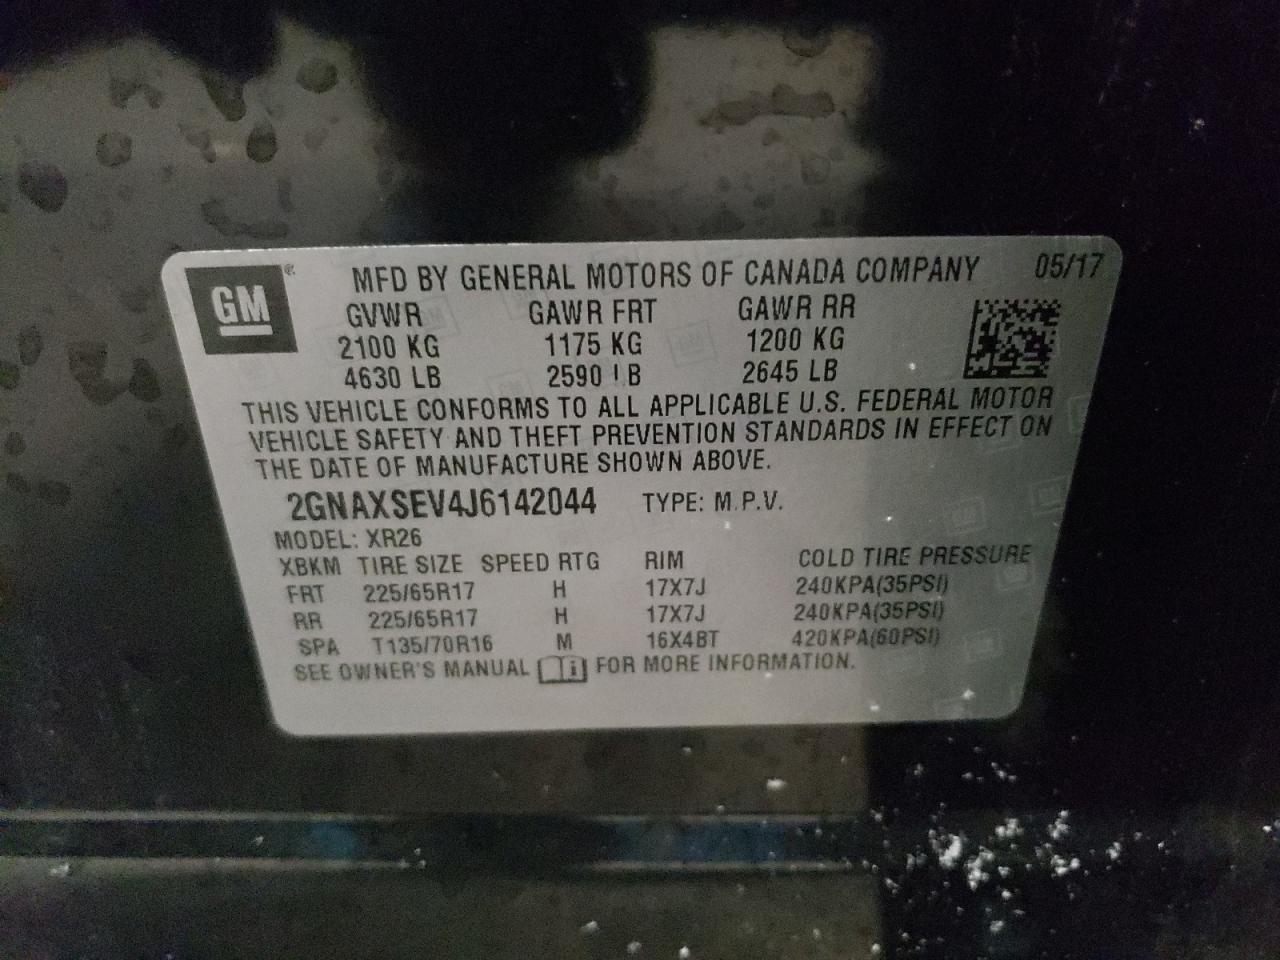 GM ® MFD BY GENERAL MOTORS OF CANADA COMPANY 05/17
GVWR GAWR FRT GAWR RR
2100 KG 1175 KG 1200 KG
4630 LB 2590 LB 2645 LB
THIS VEHICLE CONFORMS TO ALL APPLICABLE U.S. FEDERAL MOTOR
VEHICLE SAFETY AND THEFT PREVENTION STANDARDS IN EFFECT ON
THE DATE OF MANUFACTURE SHOWN ABOVE.
2GNAXSEV4J6142044 TYPE: M.P.V.
MODEL: XR26
XBKM TIRE SIZE SPEED RTG RIM COLD TIRE PRESSURE
FRT 225/65R17 H 17X7J 240KPA(35PSI)
RR 225/65R17 H 17X7J 240KPA(35PSI)
SPA T135/70R16 M 16X4BT 420KPA(60PSI)
SEE OWNER'S MANUAL FOR MORE INFORMATION.